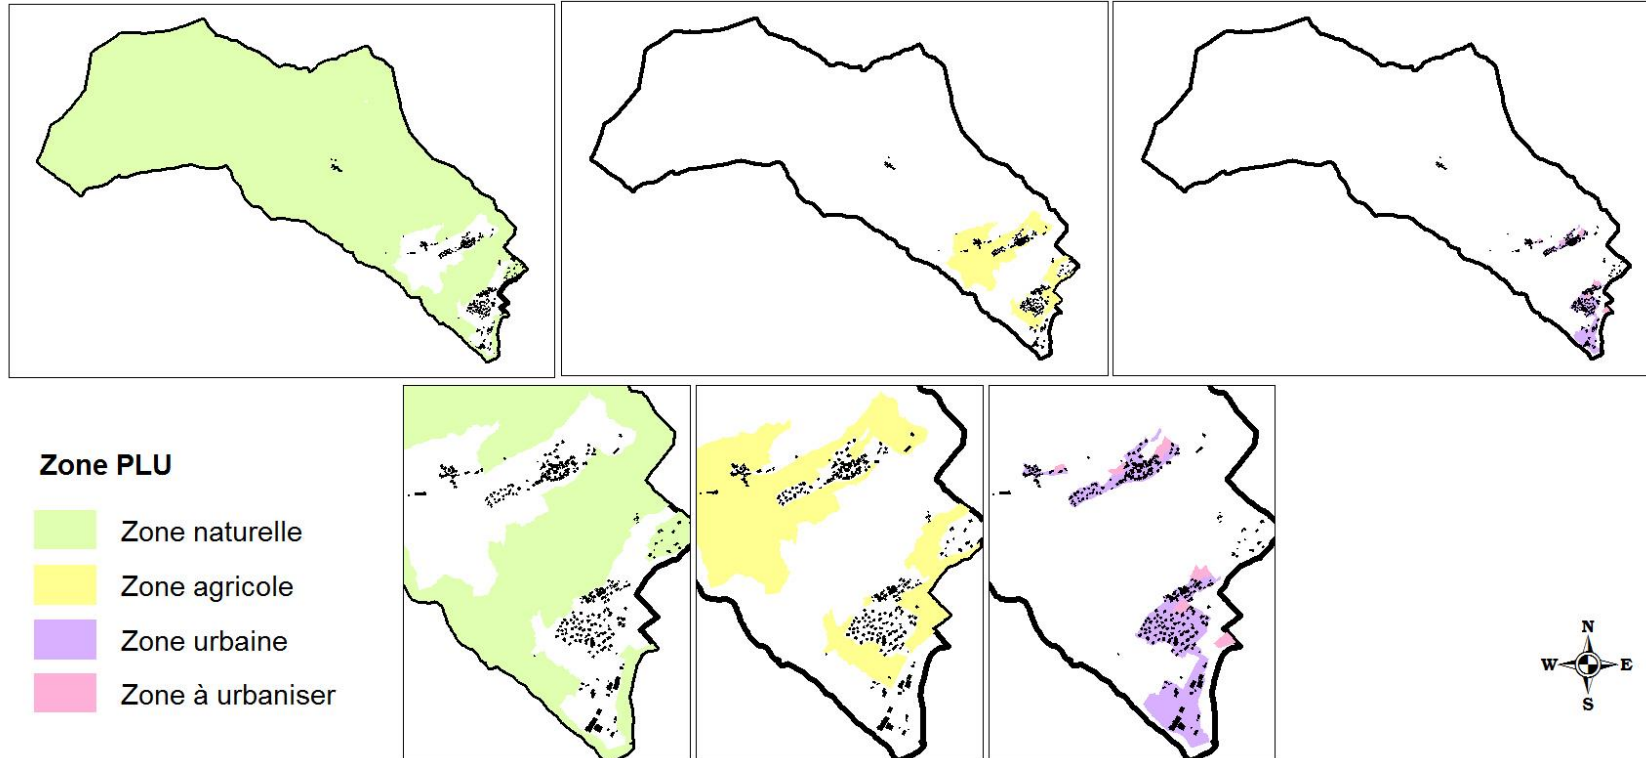 Zone PLU
Zone naturelle
Zone agricole
Zone urbaine
Zone à urbaniser
N
W E
S